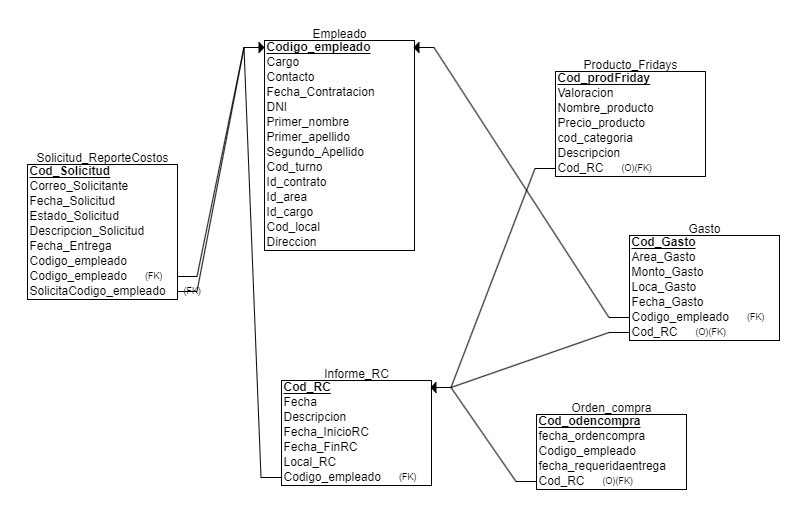 Empleado
Codigo_empleado
Cargo
Contacto
Fecha_Contratacion
DNI
Primer_nombre
Primer_apellido
Segundo_Apellido
Cod_turno
Id_contrato
Id_area
Id_cargo
Cod_local
Direccion
Producto_Fridays
Cod_prodFriday
Valoracion
Nombre_producto
Precio_producto
cod_categoria
Descripcion
Cod_RC (O)(FK)
Solicitud_ReporteCostos
Cod_Solicitud
Correo_Solicitante
Fecha_Solicitud
Estado_Solicitud
Descripcion_Solicitud
Fecha_Entrega
Codigo_empleado
Codigo_empleado (FK)
SolicitaCodigo_empleado (FK)
Gasto
Cod_Gasto
Area_Gasto
Monto_Gasto
Loca_Gasto
Fecha_Gasto
Codigo_empleado (FK)
Cod_RC (O)(FK)
Informe_RC
Cod_RC
Fecha
Descripcion
Fecha_InicioRC
Fecha_FinRC
Local_RC
Codigo_empleado (FK)
Orden_compra
Cod_odencompra
fecha_ordencompra
Codigo_empleado
fecha_requeridaentrega
Cod_RC (O)(FK)